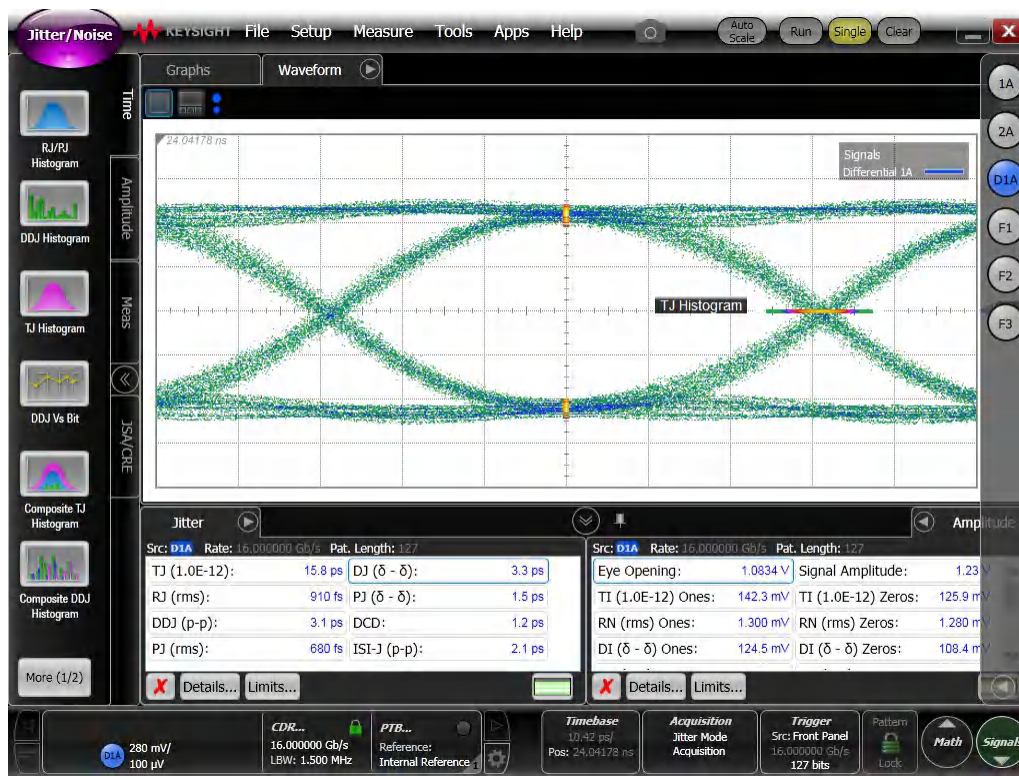 Jitter/Noise
KEYSIGHT File Setup Measure Tools Apps Help
Auto Scale
Run Single Clear
Graphs Waveform
1A
2A
D1A
F1
F2
F3
RJ/PJ
Histogram
DDJ Histogram
TJ Histogram
DDJ Vs Bit
Composite TJ
Histogram
Composite DDJ
Histogram
More (1/2)
Time
Amplitude
Meas
JSA/CRE
24.04178 ns
Signals
Differential 1A
TJ Histogram
Jitter
Src: D1A Rate: 16.000000 Gb/s Pat. Length: 127
TJ (1.0E-12): 15.8 ps DJ (δ - δ): 3.3 ps
RJ (rms): 910 fs PJ (δ - δ): 1.5 ps
DDJ (p-p): 3.1 ps DCD: 1.2 ps
PJ (rms): 680 fs ISI-J (p-p): 2.1 ps
Details... Limits...
Amplitude
Src: D1A Rate: 16.000000 Gb/s Pat. Length: 127
Eye Opening: 1.0834 V Signal Amplitude: 1.23 V
TI (1.0E-12) Ones: 142.3 mV TI (1.0E-12) Zeros: 125.9 mV
RN (rms) Ones: 1.300 mV RN (rms) Zeros: 1.280 mV
DI (δ - δ) Ones: 124.5 mV DI (δ - δ) Zeros: 108.4 mV
Details... Limits...
D1A
280 mV/
100 µV
CDR...
16.000000 Gb/s
LBW: 1.500 MHz
PTB...
Reference:
Internal Reference
1
Timebase
10.42 ps/
Pos: 24.04178 ns
Acquisition
Jitter Mode
Acquisition
Trigger
Src: Front Panel
16.000000 Gb/s
127 bits
Pattern
Lock
Math
Signals